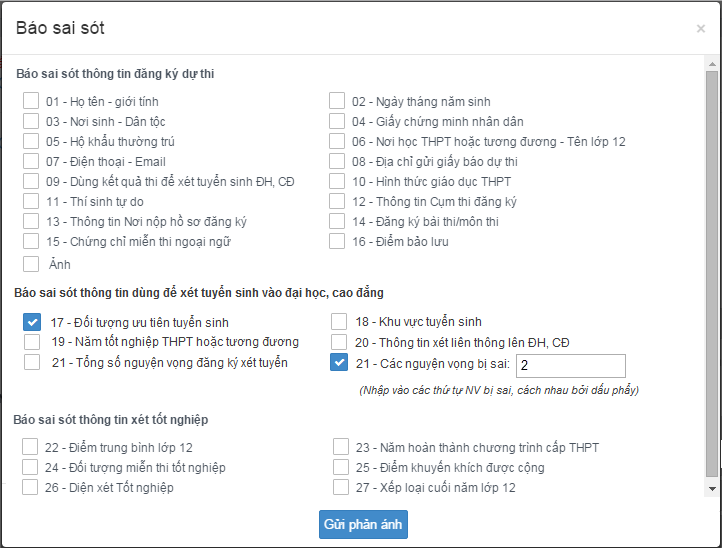 Báo sai sót ×
Báo sai sót thông tin đăng ký dự thi
01 - Họ tên - giới tính 02 - Ngày tháng năm sinh
03 - Nơi sinh - Dân tộc 04 - Giấy chứng minh nhân dân
05 - Hộ khẩu thường trú 06 - Nơi học THPT hoặc tương đương - Tên lớp 12
07 - Điện thoại - Email 08 - Địa chỉ gửi giấy báo dự thi
09 - Dùng kết quả thi để xét tuyển sinh ĐH, CĐ 10 - Hình thức giáo dục THPT
11 - Thí sinh tự do 12 - Thông tin Cụm thi đăng ký
13 - Thông tin Nơi nộp hồ sơ đăng ký 14 - Đăng ký bài thi/môn thi
15 - Chứng chỉ miễn thi ngoại ngữ 16 - Điểm bảo lưu
Ảnh
Báo sai sót thông tin dùng để xét tuyển sinh vào đại học, cao đẳng
17 - Đối tượng ưu tiên tuyển sinh 18 - Khu vực tuyển sinh
19 - Năm tốt nghiệp THPT hoặc tương đương 20 - Thông tin xét liên thông lên ĐH, CĐ
21 - Tổng số nguyện vọng đăng ký xét tuyển 21 - Các nguyện vọng bị sai: 2
(Nhập vào các thứ tự NV bị sai, cách nhau bởi dấu phẩy)
Báo sai sót thông tin xét tốt nghiệp
22 - Điểm trung bình lớp 12 23 - Năm hoàn thành chương trình cấp THPT
24 - Đối tượng miễn thi tốt nghiệp 25 - Điểm khuyến khích được cộng
26 - Diện xét Tốt nghiệp 27 - Xếp loại cuối năm lớp 12
Gửi phản ánh